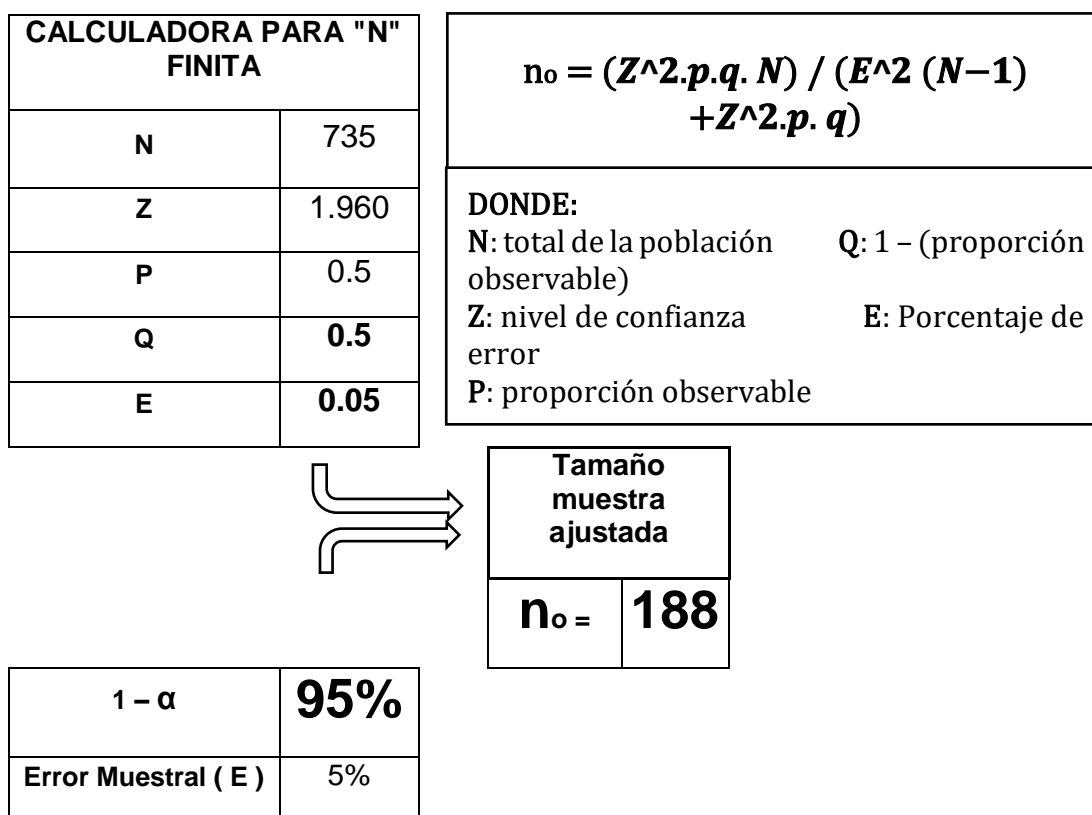 CALCULADORA PARA "N"
FINITA
N 735
Z 1.960
P 0.5
Q 0.5
E 0.05
no = (Z^2.p.q. N) / (E^2 (N−1)
+Z^2.p. q)
DONDE:
N: total de la población Q: 1 – (proporción
observable)
Z: nivel de confianza E: Porcentaje de
error
P: proporción observable
Tamaño
muestra
ajustada
no = 188
1 – α 95%
Error Muestral ( E ) 5%